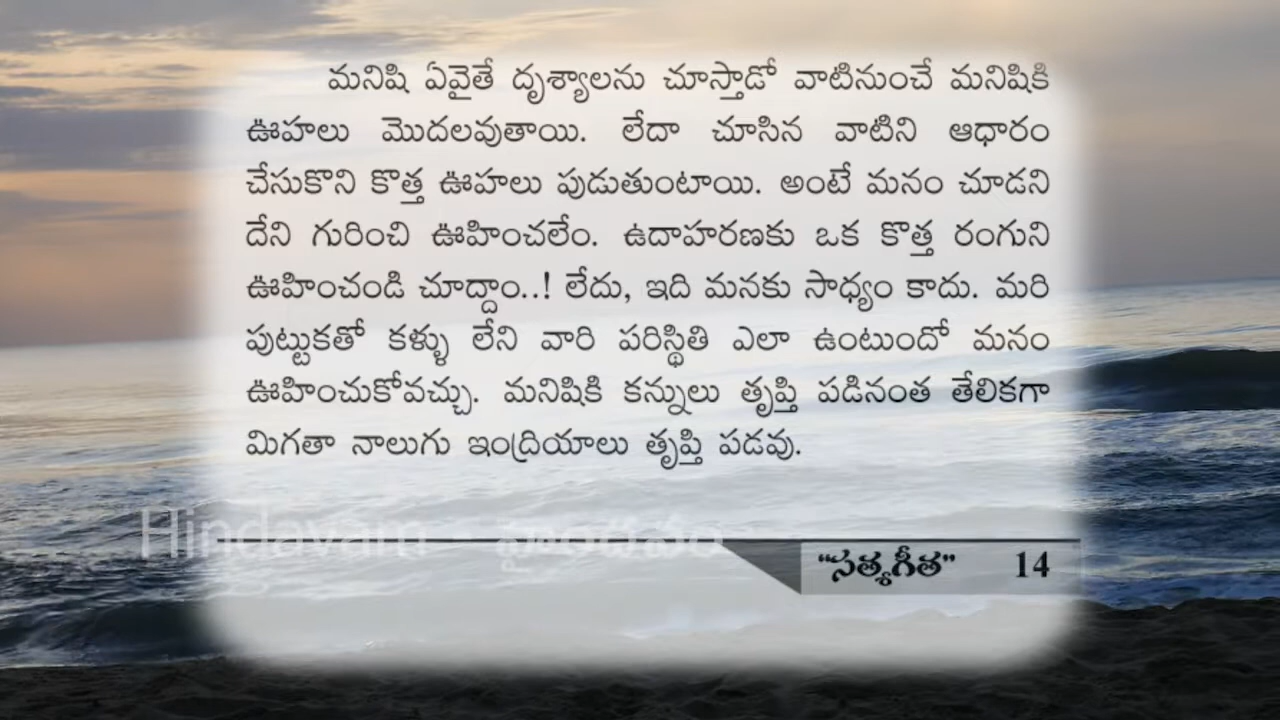 మనిషి ఏవైతే దృశ్యాలను చూస్తాడో వాటినుంచే మనిషికి
ఊహలు మొదలవుతాయి. లేదా చూసిన వాటిని ఆధారం
చేసుకొని కొత్త ఊహలు పుడుతుంటాయి. అంటే మనం చూడని
దేని గురించి ఊహించలేం. ఉదాహరణకు ఒక కొత్త రంగుని
ఊహించండి చూద్దాం..! లేదు, ఇది మనకు సాధ్యం కాదు. మరి
పుట్టుకతో కళ్ళు లేని వారి పరిస్థితి ఎలా ఉంటుందో మనం
ఊహించుకోవచ్చు. మనిషికి కన్నులు తృప్తి పడినంత తేలికగా
మిగతా నాలుగు ఇంద్రియాలు తృప్తి పడవు.
Hindavam - హైందవం
"సత్యగీత" 14